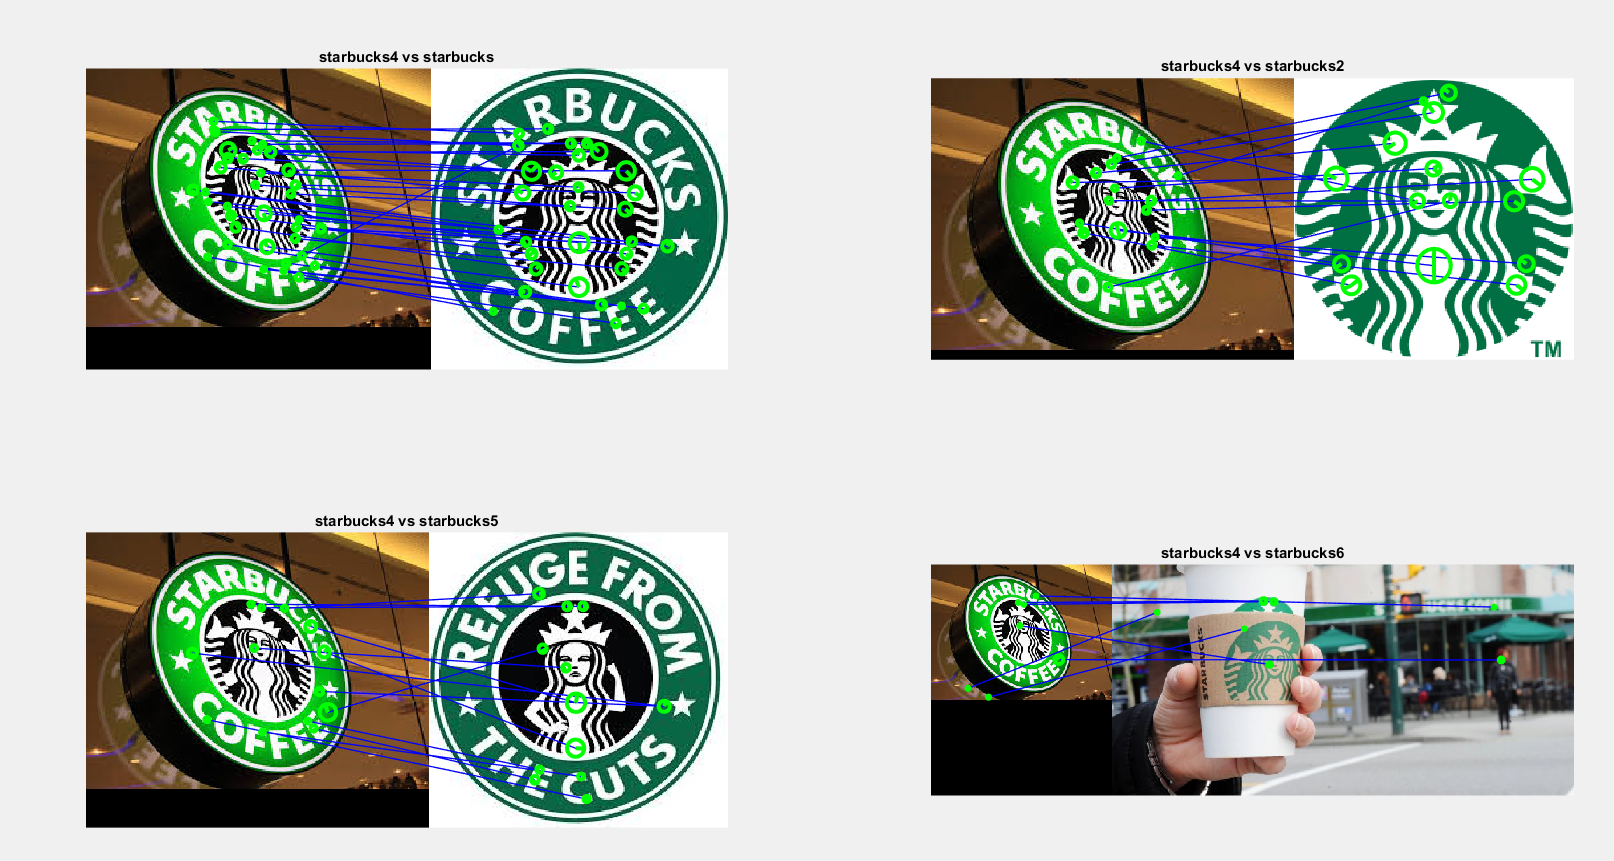 starbucks4 vs starbucks
STARBUCKS
COFFEE
STARBUCKS
COFFEE
starbucks4 vs starbucks2
STARBUCKS
COFFEE
TM
starbucks4 vs starbucks5
STARBUCKS
COFFEE
REFUGE FROM
THE CUTS
starbucks4 vs starbucks6
STARBUCKS
COFFEE
STARBUCKS